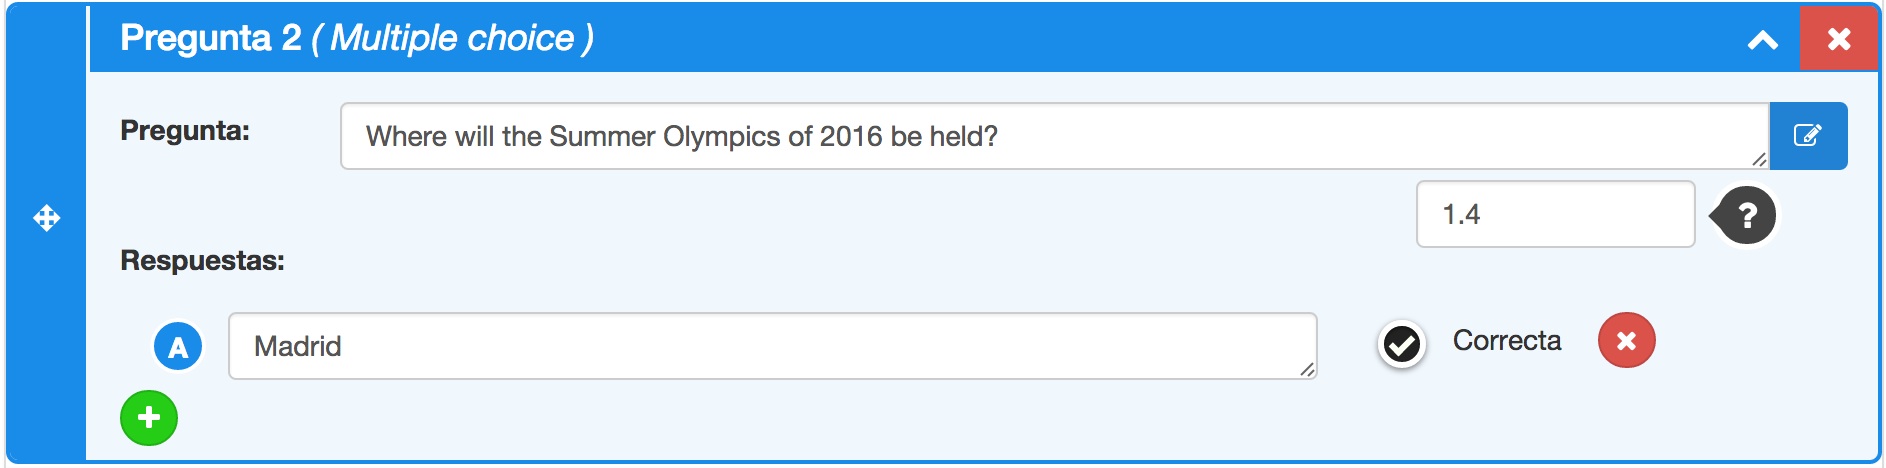 Pregunta 2 ( Multiple choice )
Pregunta:
Where will the Summer Olympics of 2016 be held?
1.4
?
Respuestas:
A
Madrid
Correcta